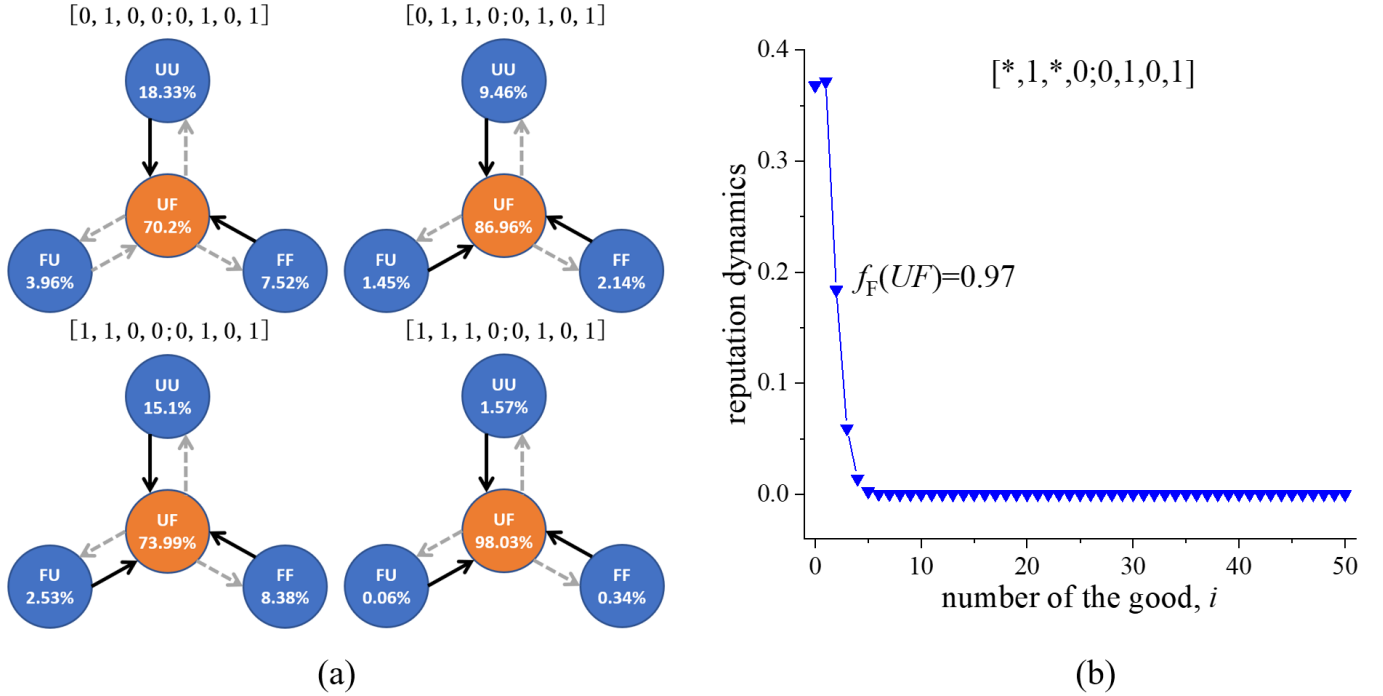 [0, 1, 0, 0; 0, 1, 0, 1]
UU
18.33%
UF
70.2%
FU
3.96%
FF
7.52%
[0, 1, 1, 0; 0, 1, 0, 1]
UU
9.46%
UF
86.96%
FU
1.45%
FF
2.14%
[1, 1, 0, 0; 0, 1, 0, 1]
UU
15.1%
UF
73.99%
FU
2.53%
FF
8.38%
[1, 1, 1, 0; 0, 1, 0, 1]
UU
1.57%
UF
98.03%
FU
0.06%
FF
0.34%
(a)
[*,1,*,0;0,1,0,1]
f_F(UF)=0.97
reputation dynamics
0.4
0.3
0.2
0.1
0.0
0 10 20 30 40 50
number of the good, i
(b)